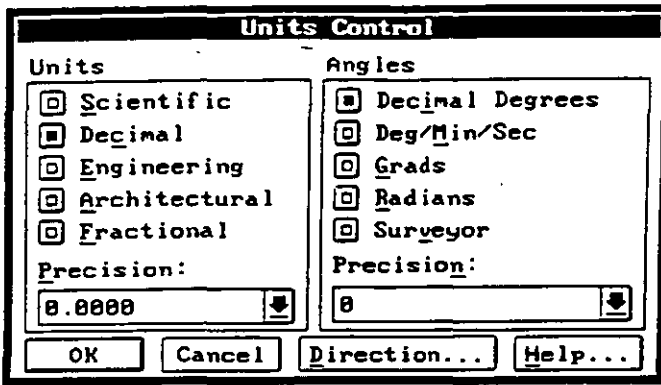 Units Control
Units
Scientific
Decimal
Engineering
Architectural
Fractional
Precision:
0.0000
Angles
Decimal Degrees
Deg/Min/Sec
Grads
Radians
Surveyor
Precision:
0
OK
Cancel
Direction...
Help...